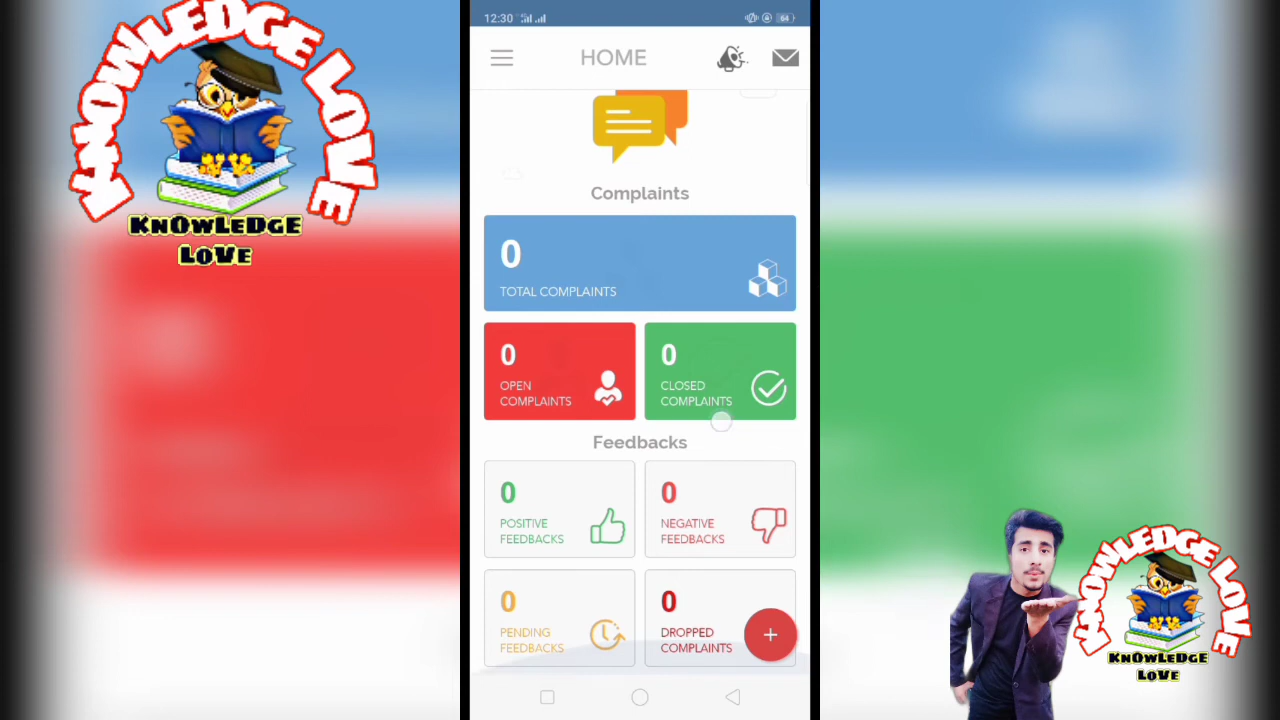 KNOWLEDGE LOVE
KNOWLEDGE
LOVE
12:30
64
HOME
Complaints
0
TOTAL COMPLAINTS
0
OPEN
COMPLAINTS
0
CLOSED
COMPLAINTS
Feedbacks
0
POSITIVE
FEEDBACKS
0
NEGATIVE
FEEDBACKS
0
PENDING
FEEDBACKS
0
DROPPED
COMPLAINTS
+
KNOWLEDGE LOVE
KNOWLEDGE
LOVE